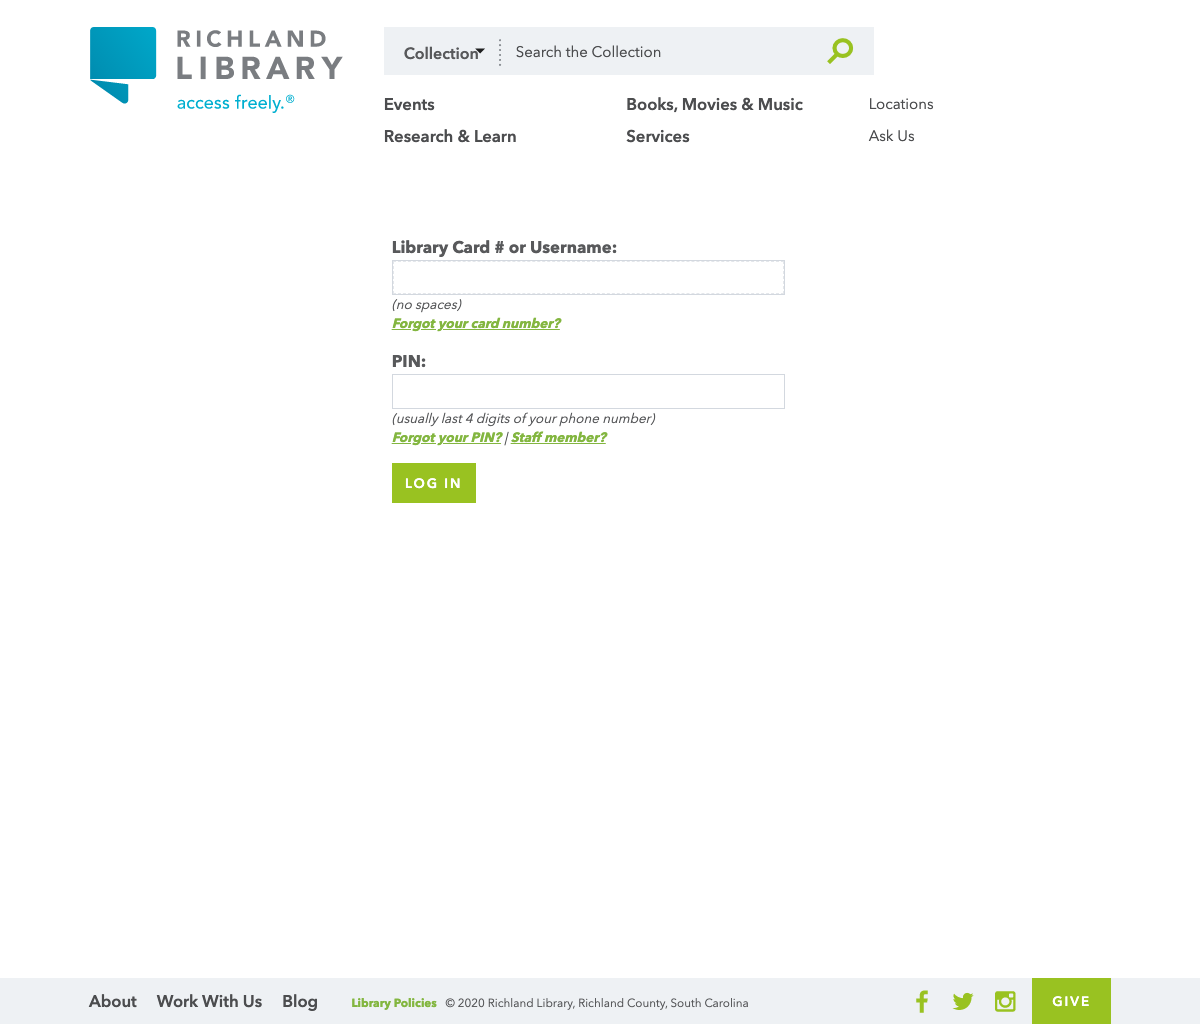 RICHLAND
LIBRARY
access freely.®
Collection
Search the Collection
Events
Books, Movies & Music
Locations
Research & Learn
Services
Ask Us
Library Card # or Username:
(no spaces)
Forgot your card number?
PIN:
(usually last 4 digits of your phone number)
Forgot your PIN? | Staff member?
LOG IN
About Work With Us Blog Library Policies © 2020 Richland Library, Richland County, South Carolina GIVE